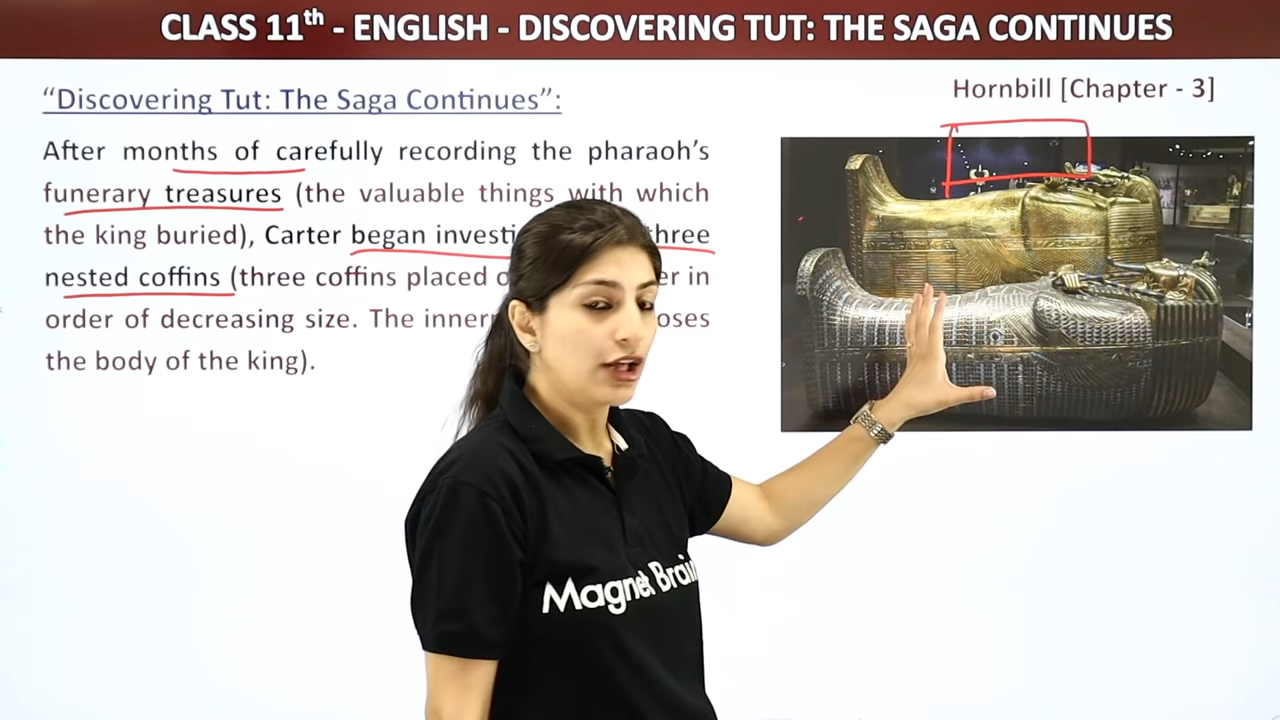 CLASS 11th - ENGLISH - DISCOVERING TUT: THE SAGA CONTINUES
Hornbill [Chapter - 3]
“Discovering Tut: The Saga Continues”:
After months of carefully recording the pharaoh’s
funerary treasures (the valuable things with which
the king buried), Carter began investi three
nested coffins (three coffins placed o er in
order of decreasing size. The inner oses
the body of the king).
Magnet Brai